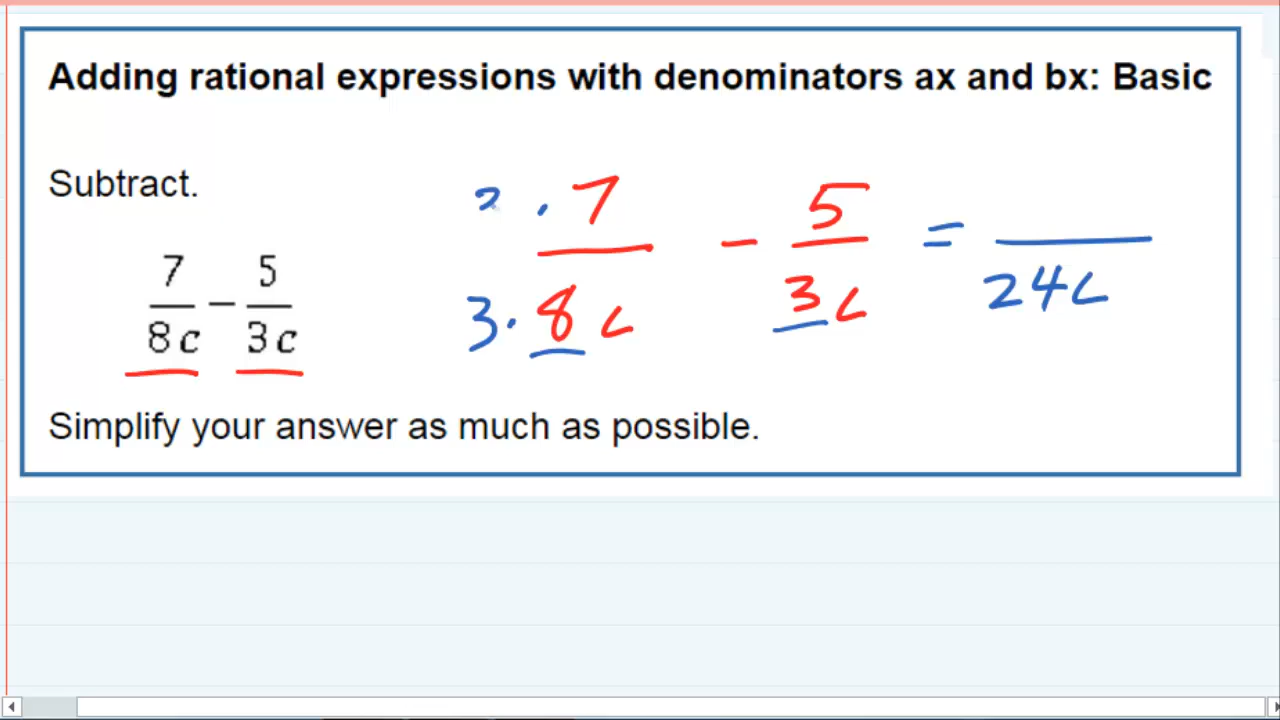 Adding rational expressions with denominators ax and bx: Basic
Subtract.
7/8c − 5/3c
· 7/3 · 8c − 5/3c = /24c
Simplify your answer as much as possible.